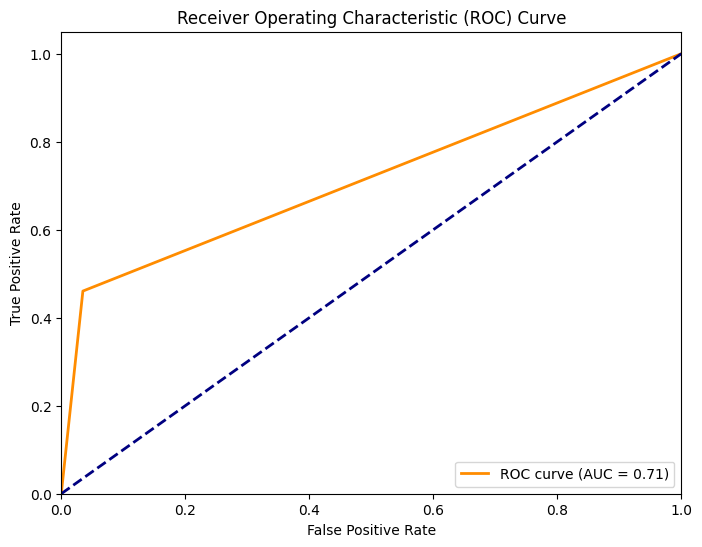 Receiver Operating Characteristic (ROC) Curve
1.0
0.8
0.6
0.4
0.2
0.0
True Positive Rate
ROC curve (AUC = 0.71)
0.0 0.2 0.4 0.6 0.8 1.0
False Positive Rate